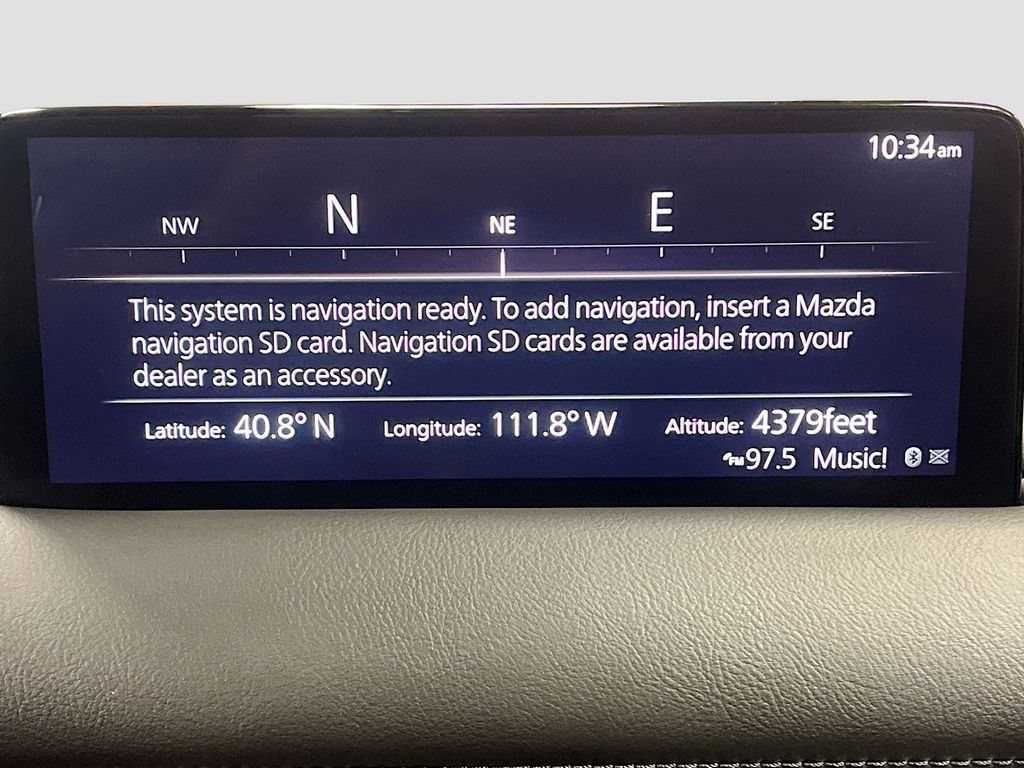 10:34am
NW N NE E SE
This system is navigation ready. To add navigation, insert a Mazda
navigation SD card. Navigation SD cards are available from your
dealer as an accessory.
Latitude: 40.8° N Longitude: 111.8° W Altitude: 4379feet
FM 97.5 Music!